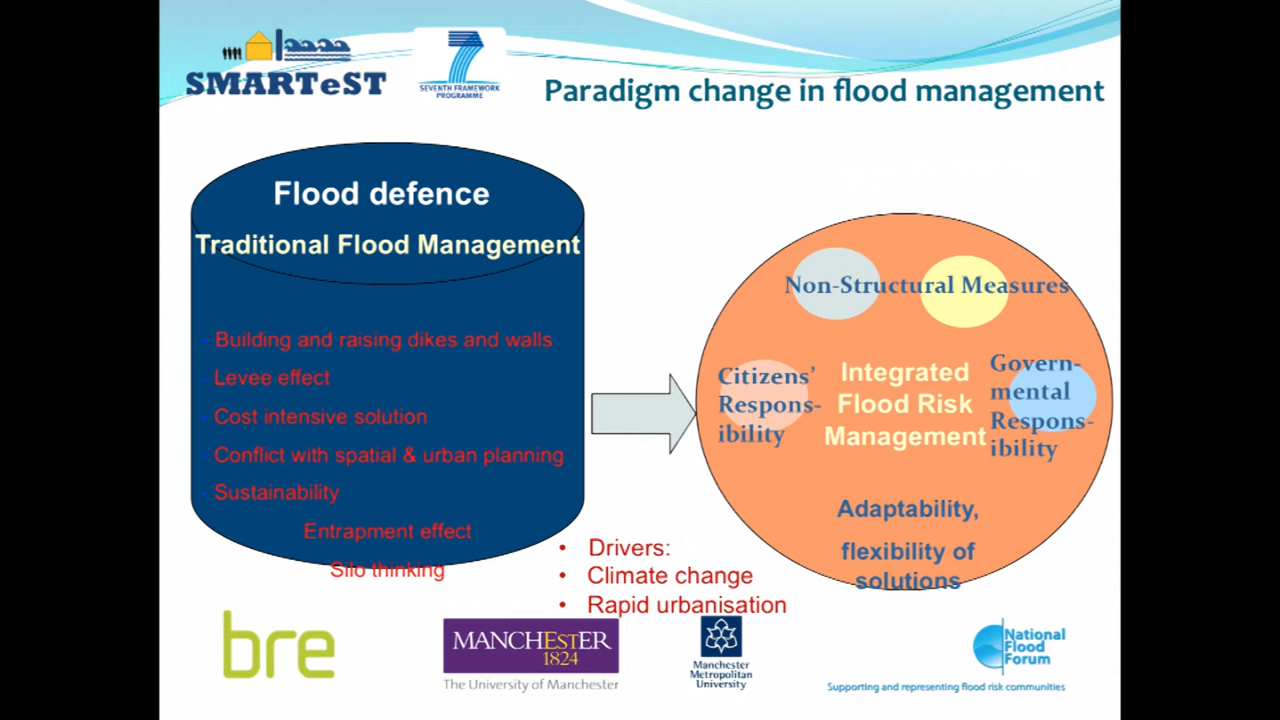 SMARTeST
7
SEVENTH FRAMEWORK
PROGRAMME
Paradigm change in flood management
Flood defence
Traditional Flood Management
- Building and raising dikes and walls
- Levee effect
- Cost intensive solution
- Conflict with spatial & urban planning
- Sustainability
Entrapment effect
Silo thinking
• Drivers:
• Climate change
• Rapid urbanisation
Non-Structural Measures
Citizens’
Respons-
ibility
Integrated
Flood Risk
Management
Govern-
mental
Respons-
ibility
Adaptability,
flexibility of
solutions
bre
MANCHESTER
1824
The University of Manchester
Manchester
Metropolitan
University
National
Flood
Forum
Supporting and representing flood risk communities